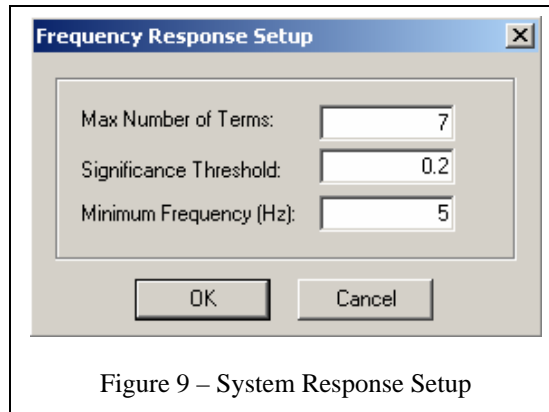 Frequency Response Setup
Max Number of Terms: 7
Significance Threshold: 0.2
Minimum Frequency (Hz): 5
OK Cancel
Figure 9 – System Response Setup